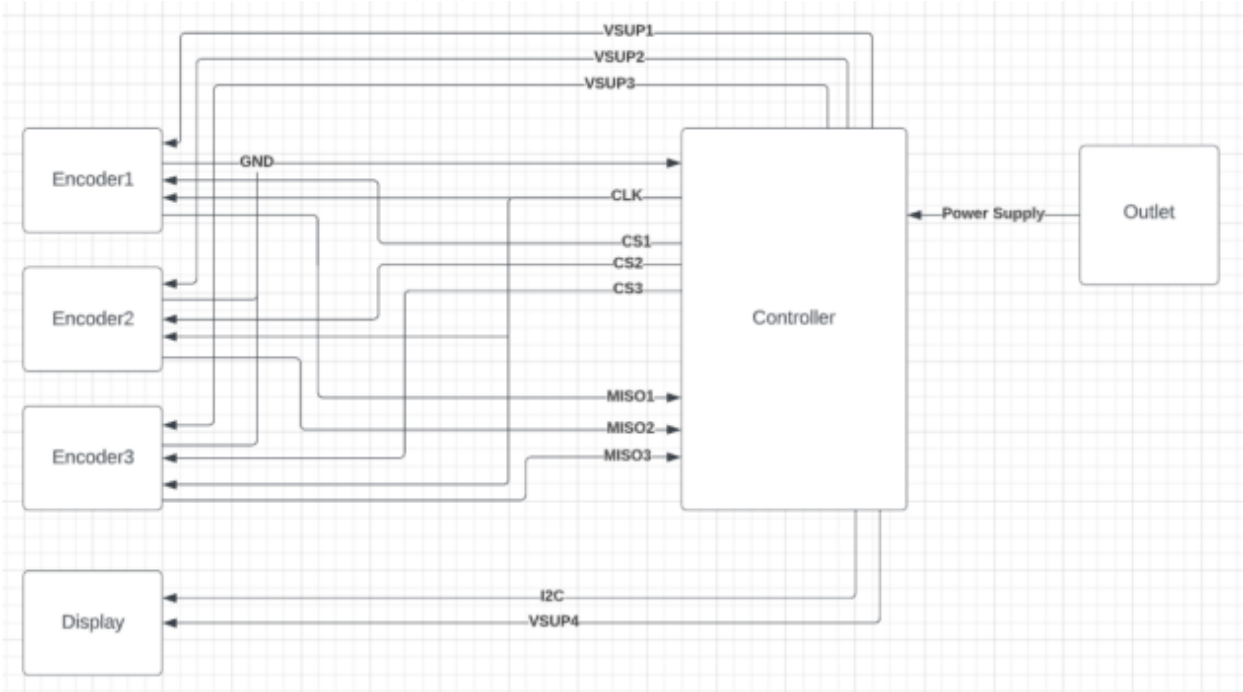 VSUP1
VSUP2
VSUP3
Encoder1
GND
CLK
Power Supply
Outlet
CS1
CS2
CS3
Encoder2
Controller
MISO1
MISO2
MISO3
Encoder3
I2C
Display
VSUP4